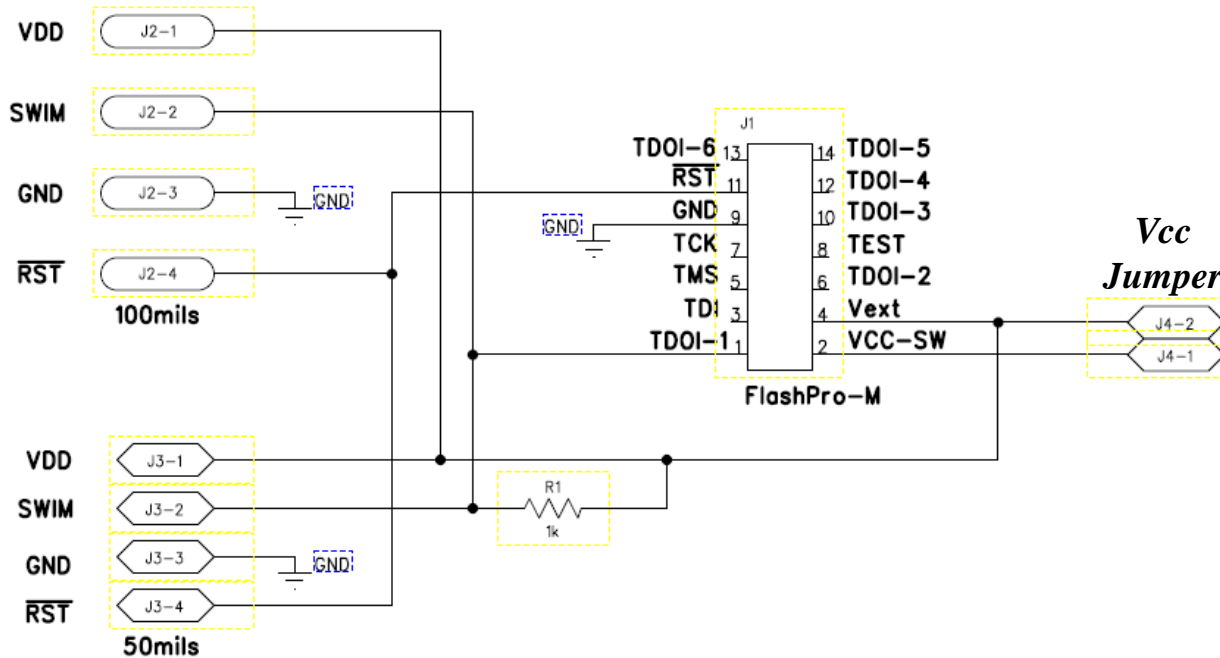 VDD J2-1
SWIM J2-2
GND J2-3 GND
RST J2-4
100mils
J1
TDOI-6 13 14 TDOI-5
RST 11 12 TDOI-4
GND GND 9 10 TDOI-3
TCK 7 8 TEST
TMS 5 6 TDOI-2
TDI 3 4 Vext
TDOI-1 1 2 VCC-SW
FlashPro-M
Vcc
Jumper
J4-2
J4-1
VDD J3-1
SWIM J3-2
R1
1k
GND J3-3 GND
RST J3-4
50mils